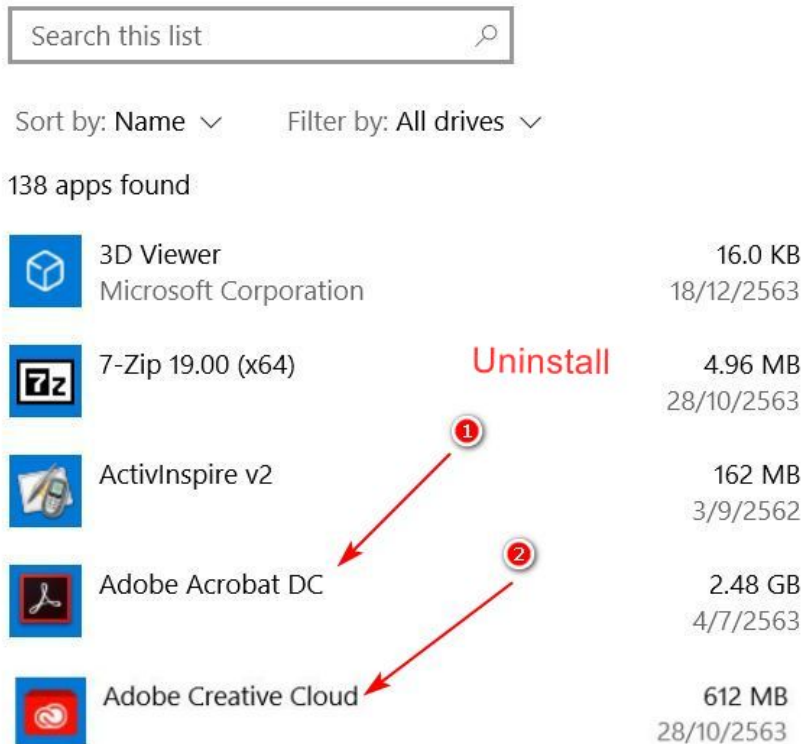 Search this list
Sort by: Name Filter by: All drives
138 apps found
3D Viewer 16.0 KB
Microsoft Corporation 18/12/2563
7-Zip 19.00 (x64) Uninstall 4.96 MB
7z 28/10/2563
1
ActivInspire v2 162 MB
3/9/2562
2
Adobe Acrobat DC 2.48 GB
4/7/2563
Adobe Creative Cloud 612 MB
28/10/2563